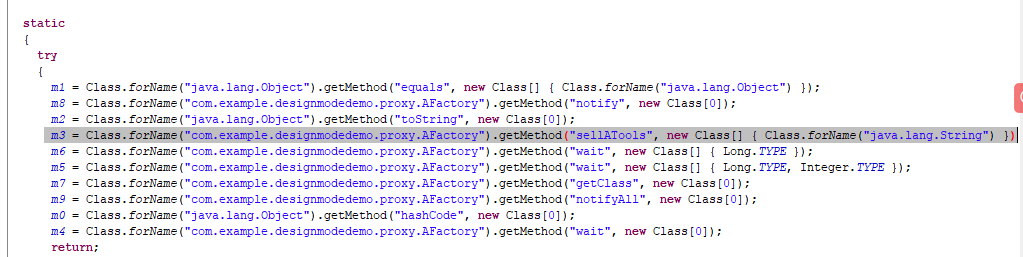 static
{
try
{
m1 = Class.forName("java.lang.Object").getMethod("equals", new Class[] { Class.forName("java.lang.Object") });
m8 = Class.forName("com.example.designmodedemo.proxy.AFactory").getMethod("notify", new Class[0]);
m2 = Class.forName("java.lang.Object").getMethod("toString", new Class[0]);
m3 = Class.forName("com.example.designmodedemo.proxy.AFactory").getMethod("sellATools", new Class[] { Class.forName("java.lang.String") })
m6 = Class.forName("com.example.designmodedemo.proxy.AFactory").getMethod("wait", new Class[] { Long.TYPE });
m5 = Class.forName("com.example.designmodedemo.proxy.AFactory").getMethod("wait", new Class[] { Long.TYPE, Integer.TYPE });
m7 = Class.forName("com.example.designmodedemo.proxy.AFactory").getMethod("getClass", new Class[0]);
m9 = Class.forName("com.example.designmodedemo.proxy.AFactory").getMethod("notifyAll", new Class[0]);
m0 = Class.forName("java.lang.Object").getMethod("hashCode", new Class[0]);
m4 = Class.forName("com.example.designmodedemo.proxy.AFactory").getMethod("wait", new Class[0]);
return;